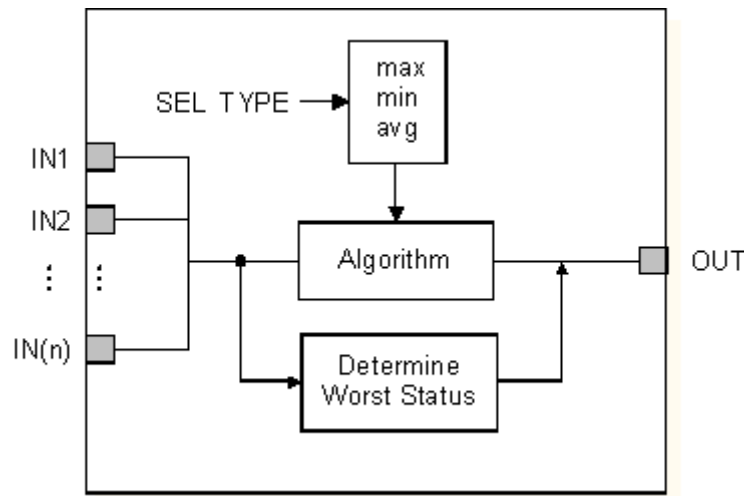 max
min
avg
SEL TYPE
IN1
IN2
IN(n)
Algorithm
OUT
Determine
Worst Status